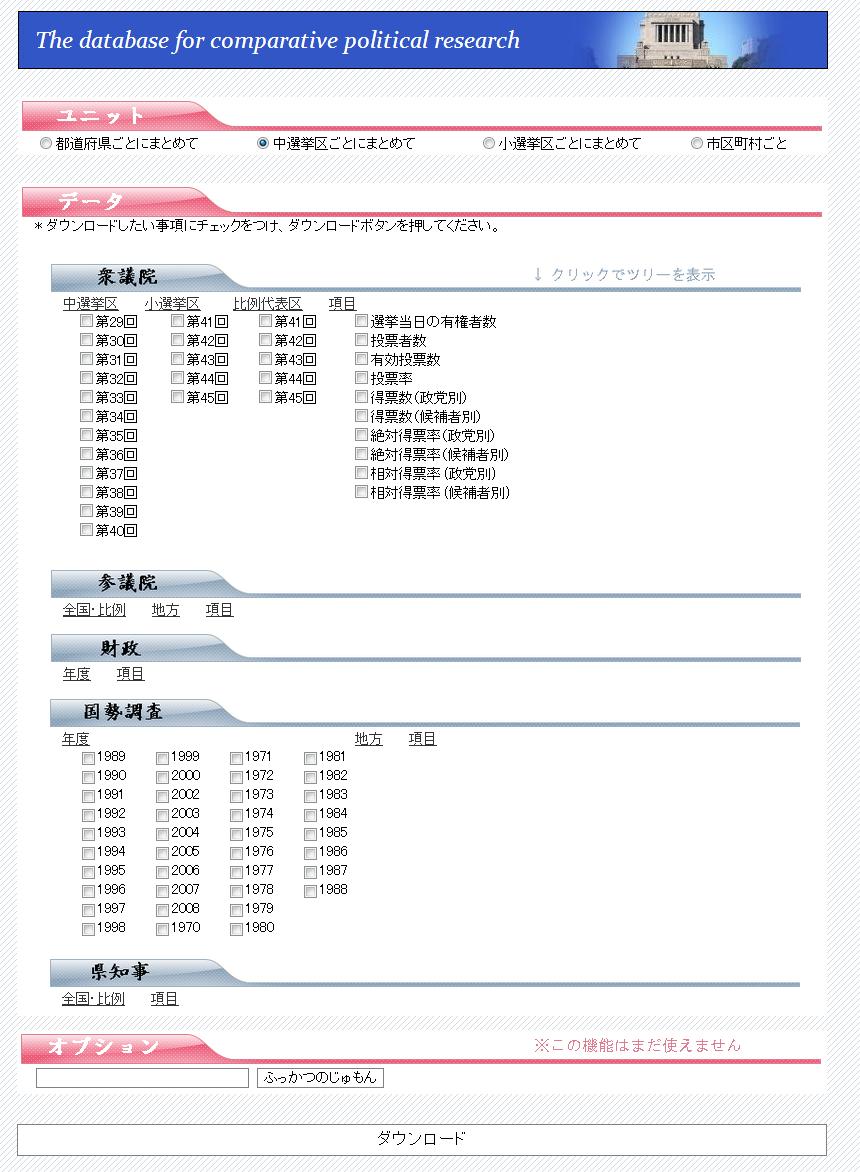 The database for comparative political research
ユニット
都道府県ごとにまとめて 中選挙区ごとにまとめて 小選挙区ごとにまとめて 市区町村ごと
データ
＊ダウンロードしたい事項にチェックをつけ、ダウンロードボタンを押してください。
衆議院 ↓ クリックでツリーを表示
中選挙区 小選挙区 比例代表区 項目
第29回 第41回 第41回 選挙当日の有権者数
第30回 第42回 第42回 投票者数
第31回 第43回 第43回 有効投票数
第32回 第44回 第44回 投票率
第33回 第45回 第45回 得票数(政党別)
第34回 得票数(候補者別)
第35回 絶対得票率(政党別)
第36回 絶対得票率(候補者別)
第37回 相対得票率(政党別)
第38回 相対得票率(候補者別)
第39回
第40回
参議院
全国・比例 地方 項目
財政
年度 項目
国勢調査
年度 地方 項目
1989 1999 1971 1981
1990 2000 1972 1982
1991 2002 1973 1983
1992 2003 1974 1984
1993 2004 1975 1985
1994 2005 1976 1986
1995 2006 1977 1987
1996 2007 1978 1988
1997 2008 1979
1998 1970 1980
県知事
全国・比例 項目
オプション ※この機能はまだ使えません
ふっかつのじゅもん
ダウンロード